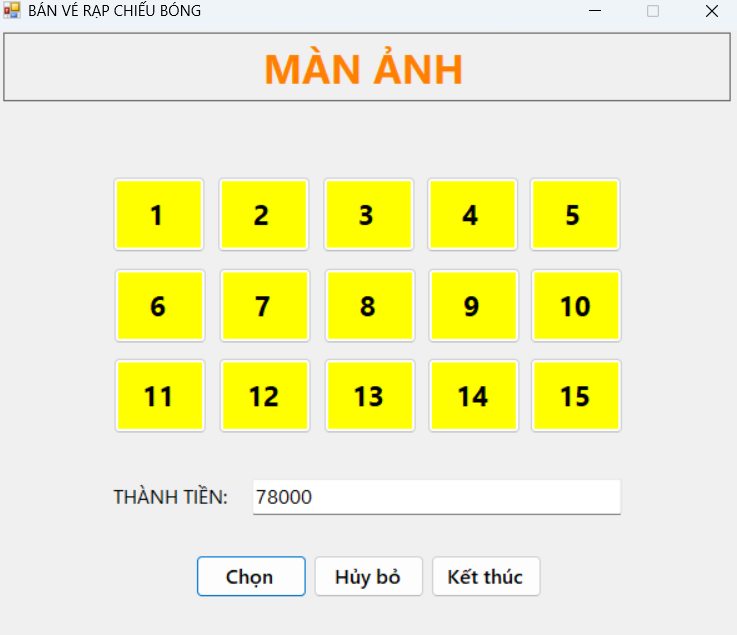 BÁN VÉ RẠP CHIẾU BÓNG
MÀN ẢNH
1 2 3 4 5
6 7 8 9 10
11 12 13 14 15
THÀNH TIỀN: 78000
Chọn Hủy bỏ Kết thúc